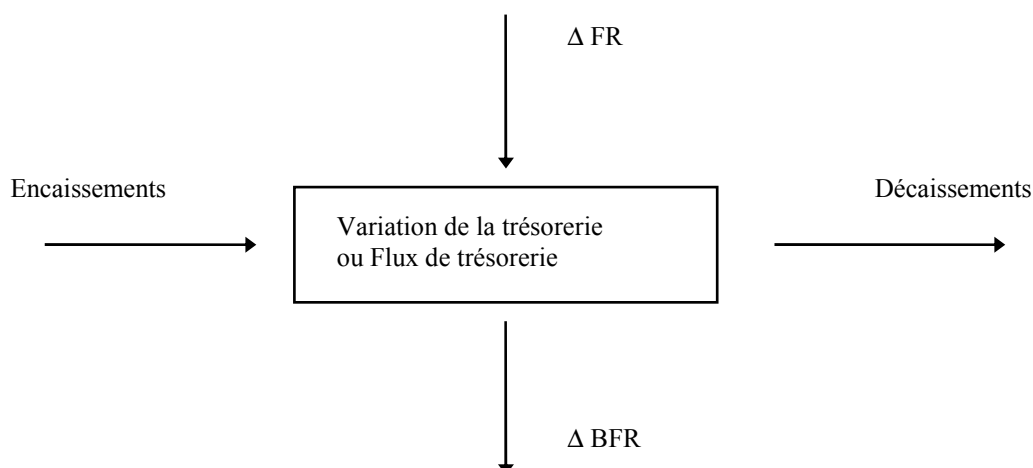 Δ FR
Encaissements
Décaissements
Variation de la trésorerie
ou Flux de trésorerie
Δ BFR